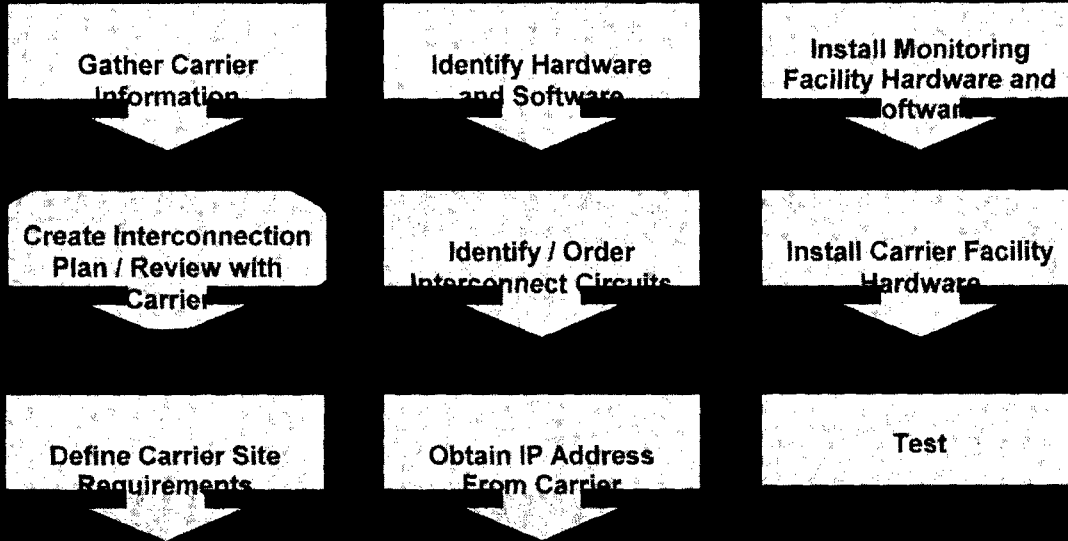 Gather Carrier
Information
Create Interconnection
Plan / Review with
Carrier
Define Carrier Site
Requirements
Identify Hardware
and Software
Identify / Order
Interconnect Circuits
Obtain IP Address
From Carrier
Install Monitoring
Facility Hardware and
Software
Install Carrier Facility
Hardware
Test